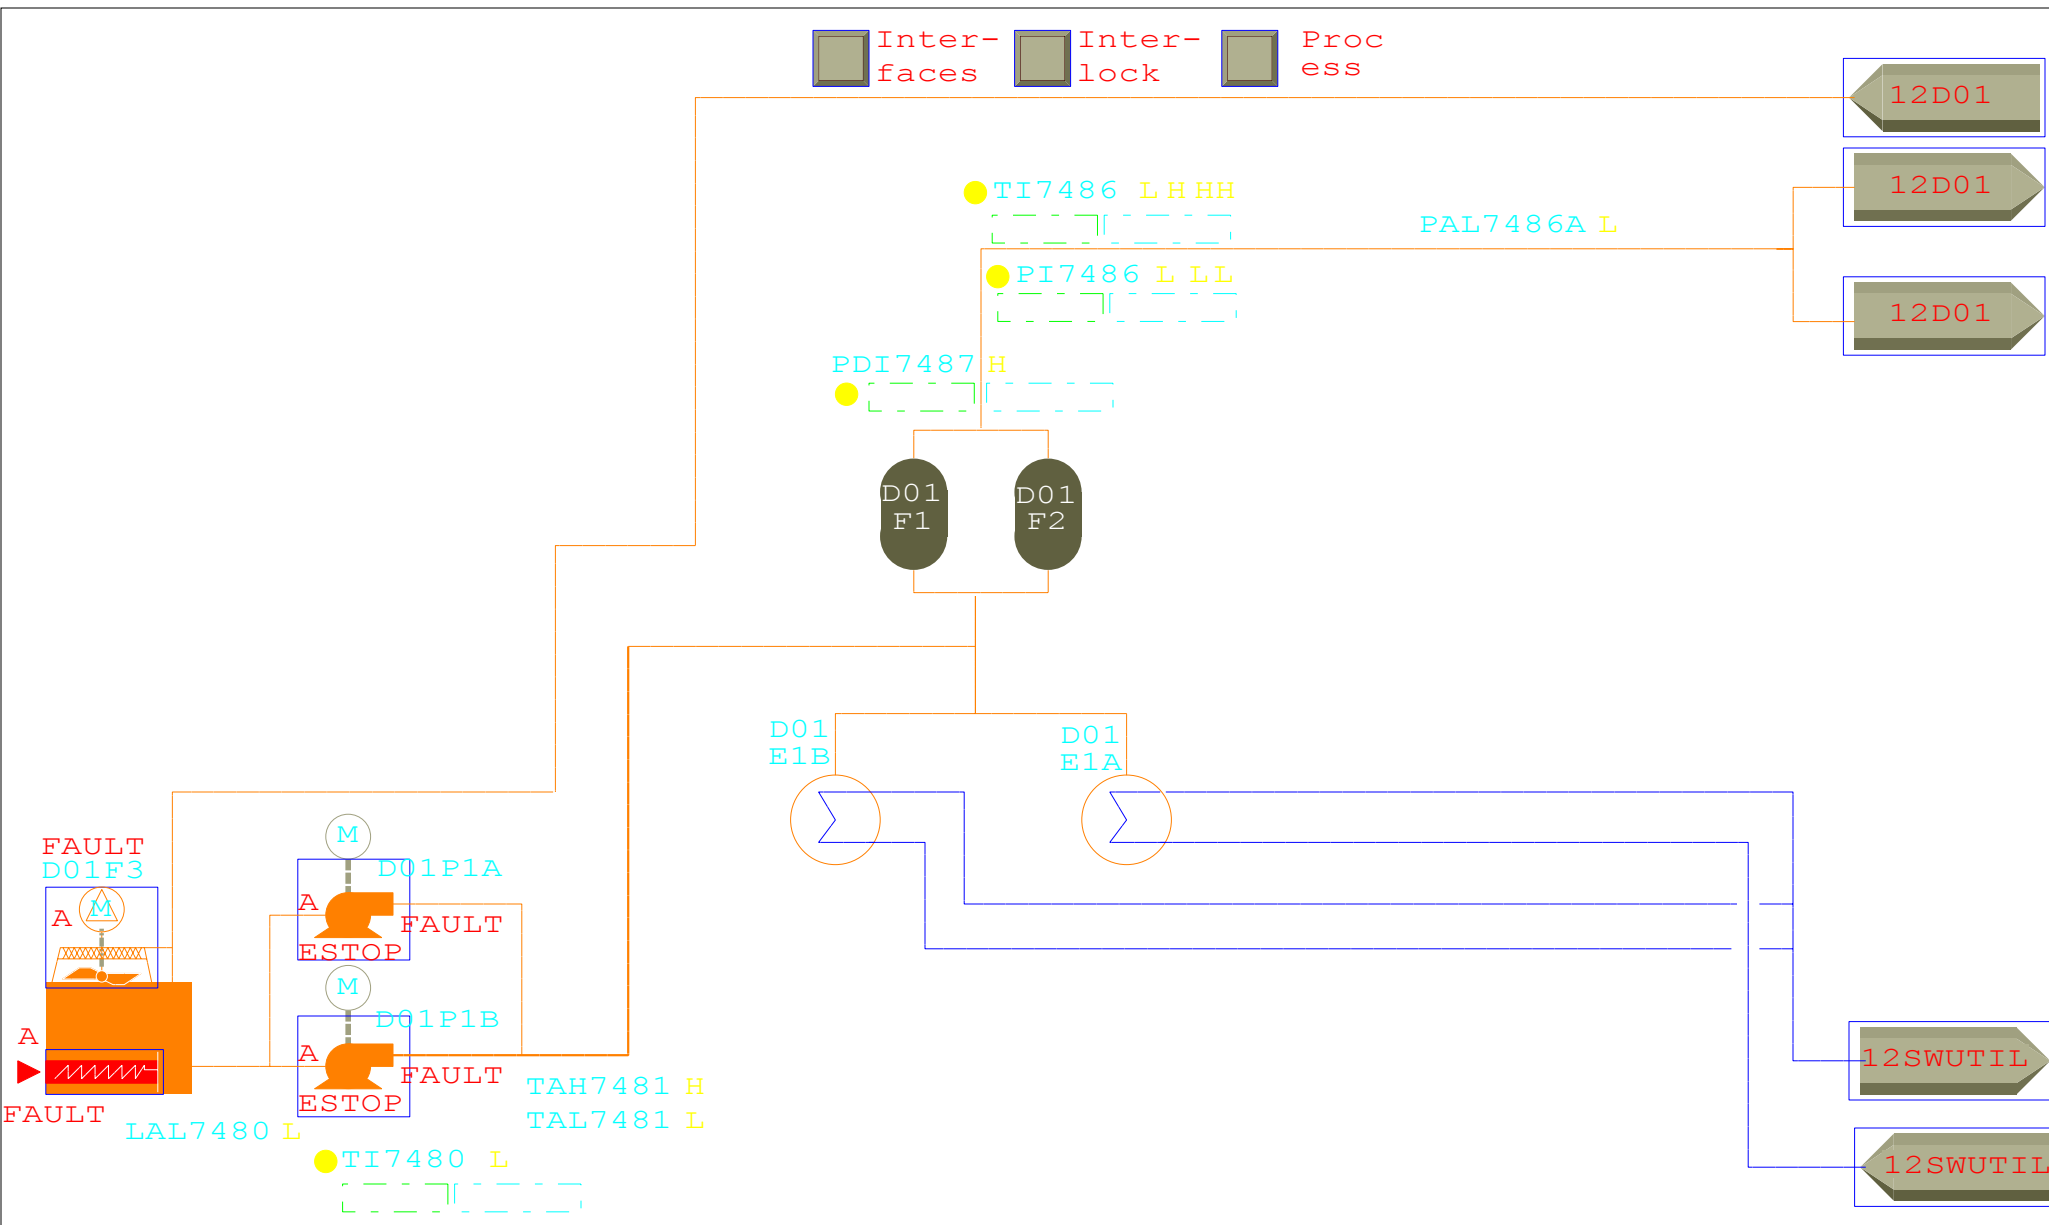 Inter-
faces
Inter-
lock
Proc
ess
12D01
12D01
TI7486 L H HH
PAL7486A L
PI7486 L LL
12D01
PDI7487 H
D01
F1
D01
F2
D01
E1B
D01
E1A
M
FAULT
D01F3
D01P1A
A
M
A
FAULT
ESTOP
M
D01P1B
A
A
FAULT
ESTOP
12SWUTIL
TAH7481 H
FAULT
TAL7481 L
LAL7480 L
TI7480 L
12SWUTIL